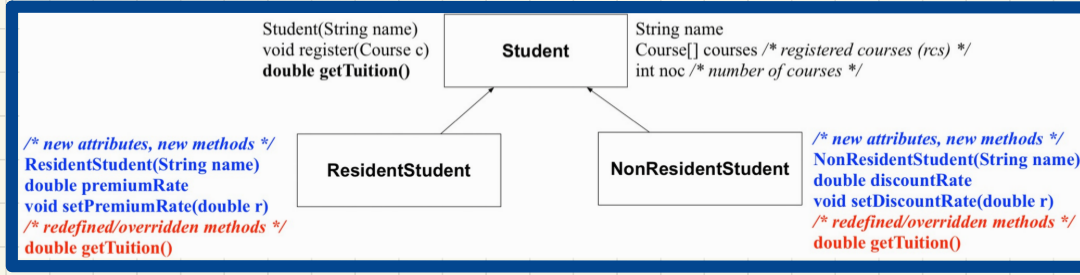 Student(String name)
void register(Course c)
double getTuition()
Student
String name
Course[] courses /* registered courses (rcs) */
int noc /* number of courses */
/* new attributes, new methods */
ResidentStudent(String name)
double premiumRate
void setPremiumRate(double r)
/* redefined/overridden methods */
double getTuition()
ResidentStudent
NonResidentStudent
/* new attributes, new methods */
NonResidentStudent(String name)
double discountRate
void setDiscountRate(double r)
/* redefined/overridden methods */
double getTuition()